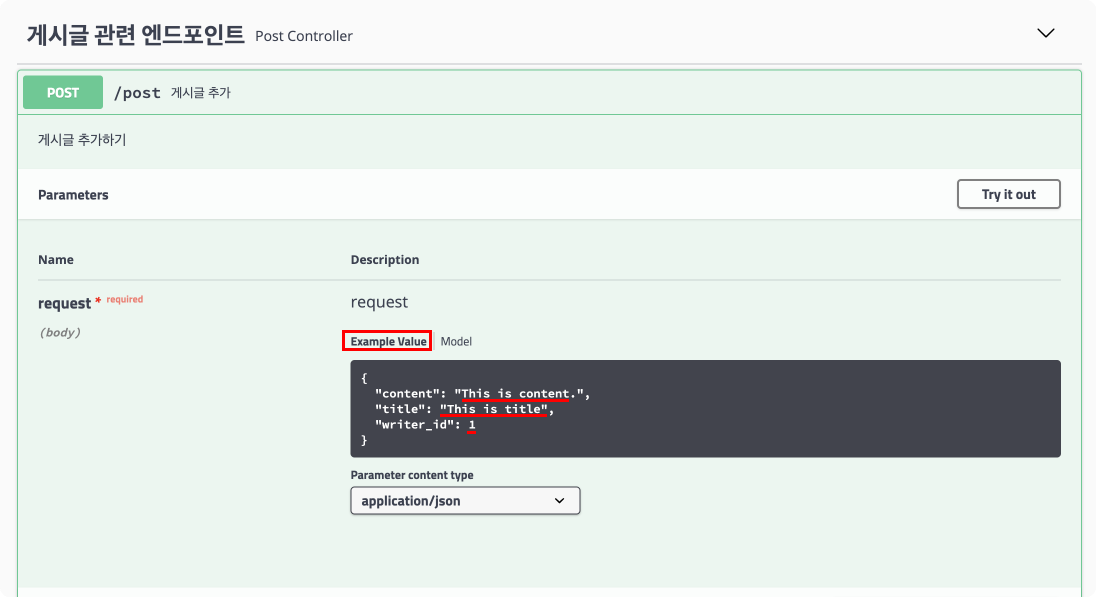 게시글 관련 엔드포인트 Post Controller
POST /post 게시글 추가
게시글 추가하기
Parameters Try it out
Name Description
request * required request
(body)
Example Value Model
{
"content": "This is content.",
"title": "This is title",
"writer_id": 1
}
Parameter content type
application/json